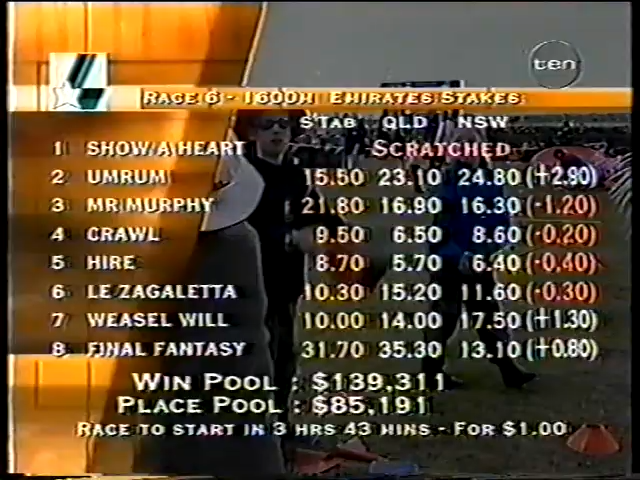 ten
RACE 6 - 1600M EMIRATES STAKES
S'TAB QLD NSW
1 SHOW A HEART SCRATCHED
2 UMRUM 15.50 23.10 24.80 (+2.90)
3 MR MURPHY 21.80 16.90 16.30 (-1.20)
4 CRAWL 9.50 6.50 8.60 (-0.20)
5 HIRE 8.70 5.70 6.40 (-0.40)
6 LE ZAGALETTA 10.30 15.20 11.60 (-0.30)
7 WEASEL WILL 10.00 14.00 17.50 (+1.30)
8 FINAL FANTASY 31.70 35.30 13.10 (+0.80)
WIN POOL : $139,311
PLACE POOL : $85,191
RACE TO START IN 3 HRS 43 MINS - FOR $1.00